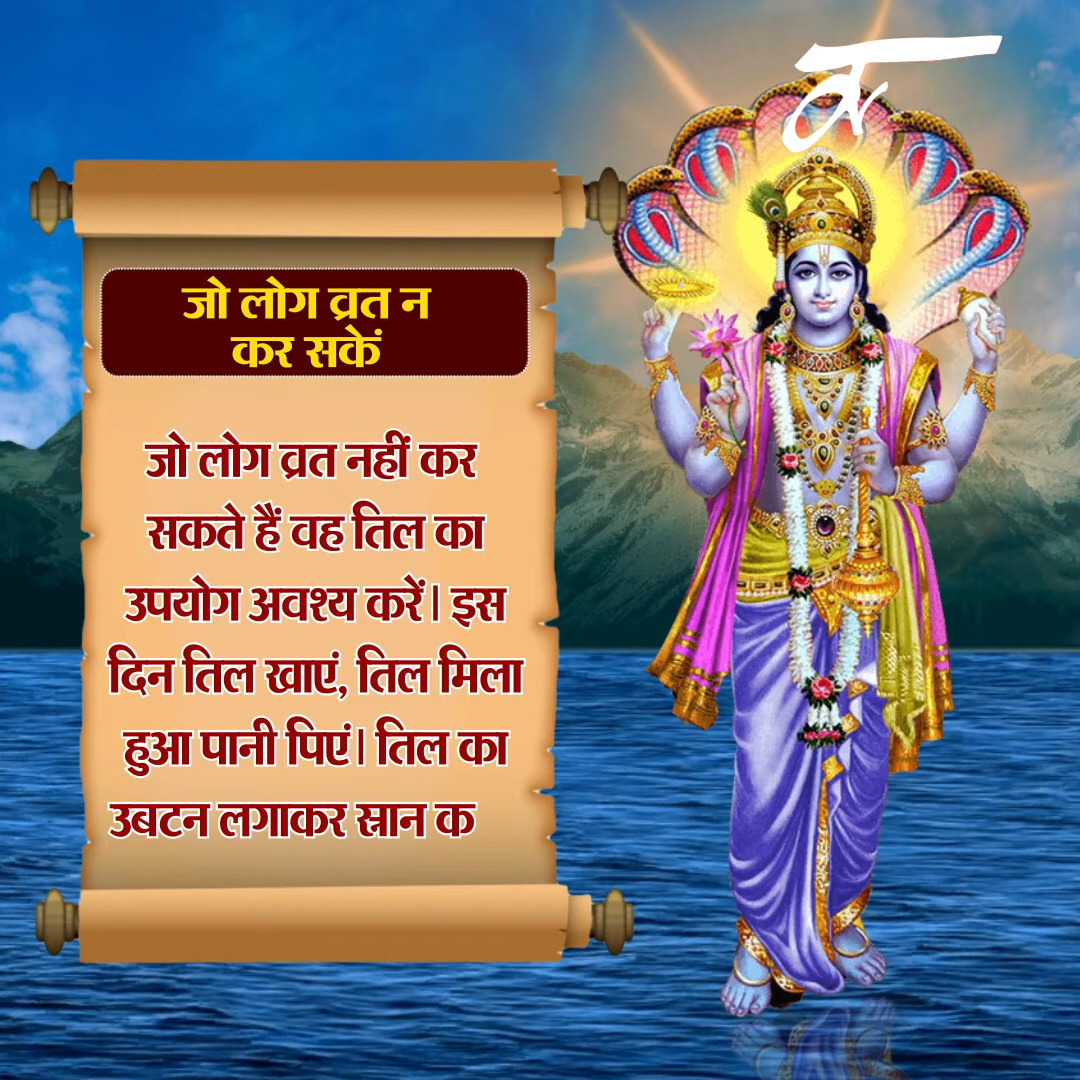 जो लोग व्रत न
कर सकें
जो लोग व्रत नहीं कर
सकते हैं वह तिल का
उपयोग अवश्य करें। इस
दिन तिल खाएं, तिल मिला
हुआ पानी पिएं। तिल का
उबटन लगाकर स्नान क